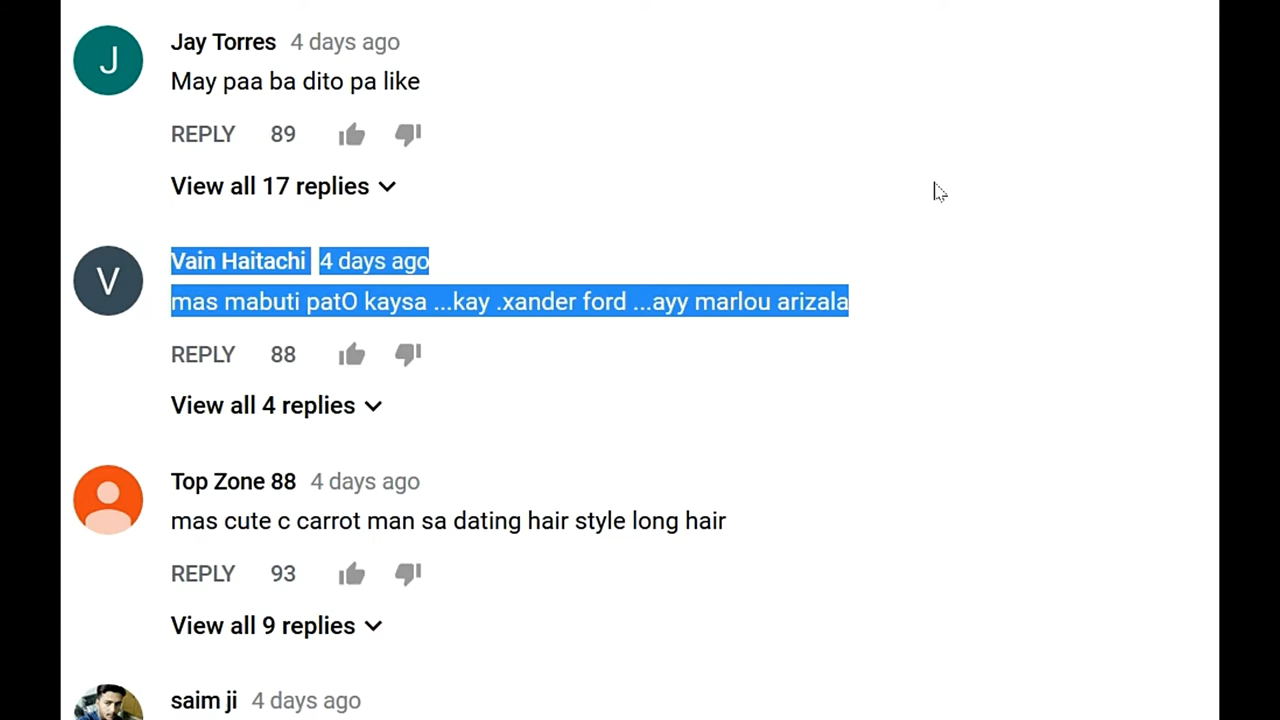 J
Jay Torres 4 days ago
May paa ba dito pa like
REPLY 89
View all 17 replies
V
Vain Haitachi 4 days ago
mas mabuti patO kaysa ...kay .xander ford ...ayy marlou arizala
REPLY 88
View all 4 replies
Top Zone 88 4 days ago
mas cute c carrot man sa dating hair style long hair
REPLY 93
View all 9 replies
saim ji 4 days ago